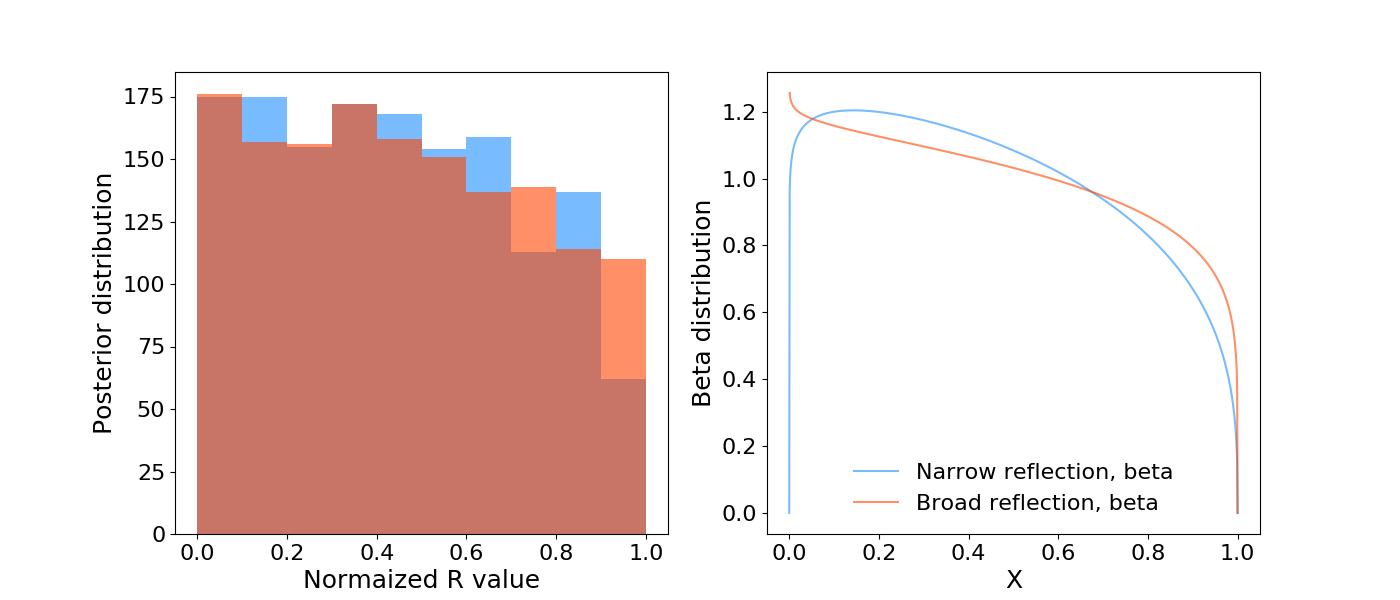 Posterior distribution
175
150
125
100
75
50
25
0
0.0 0.2 0.4 0.6 0.8 1.0
Normaized R value
Beta distribution
1.2
1.0
0.8
0.6
0.4
0.2
0.0
Narrow reflection, beta
Broad reflection, beta
0.0 0.2 0.4 0.6 0.8 1.0
X